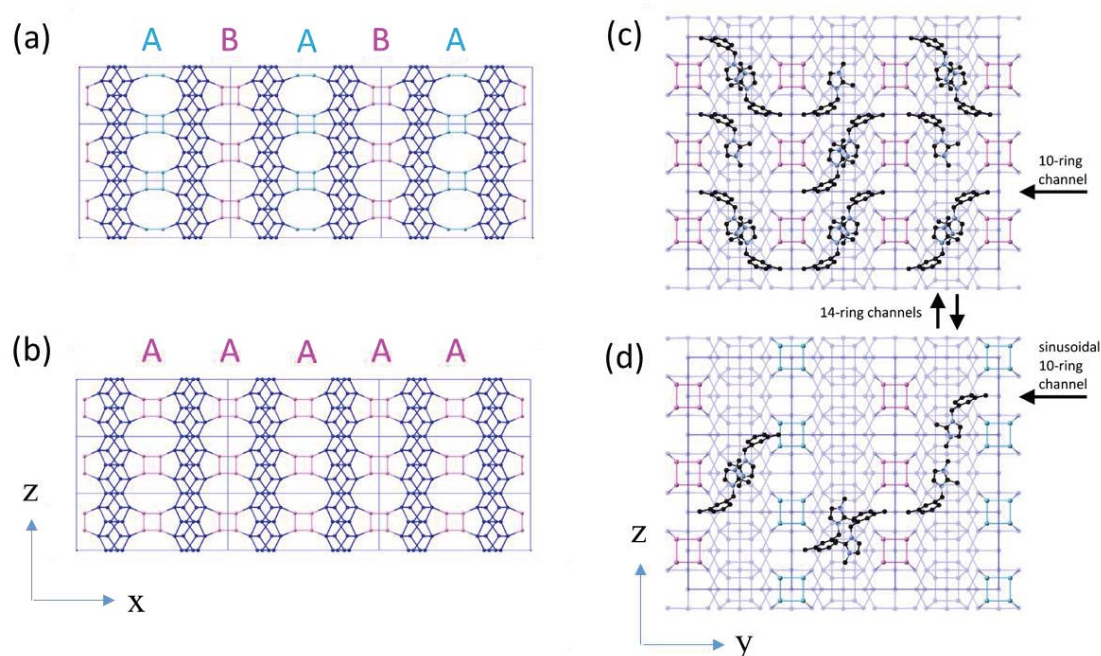 (a)
A B A B A
(b)
A A A A A
z
x
(c)
10-ring
channel
14-ring channels
(d)
sinusoidal
10-ring
channel
z
y